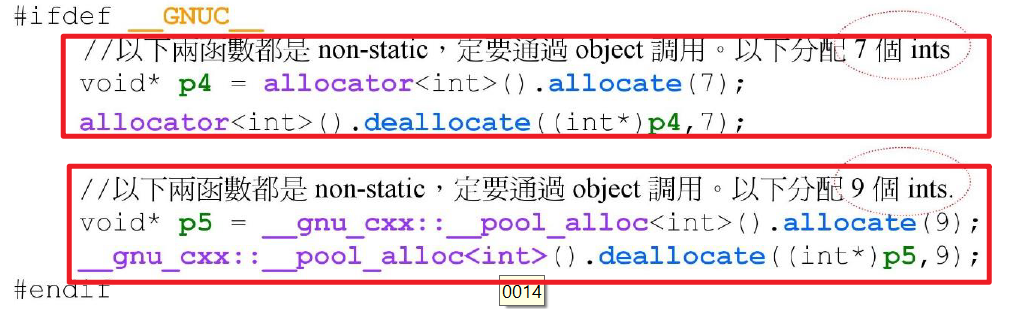 #ifdef __GNUC__
//以下兩函數都是 non-static，定要通過 object 調用。以下分配 7 個 ints
void* p4 = allocator<int>().allocate(7);
allocator<int>().deallocate((int*)p4,7);
//以下兩函數都是 non-static，定要通過 object 調用。以下分配 9 個 ints.
void* p5 = __gnu_cxx::__pool_alloc<int>().allocate(9);
__gnu_cxx::__pool_alloc<int>().deallocate((int*)p5,9);
#endif
0014